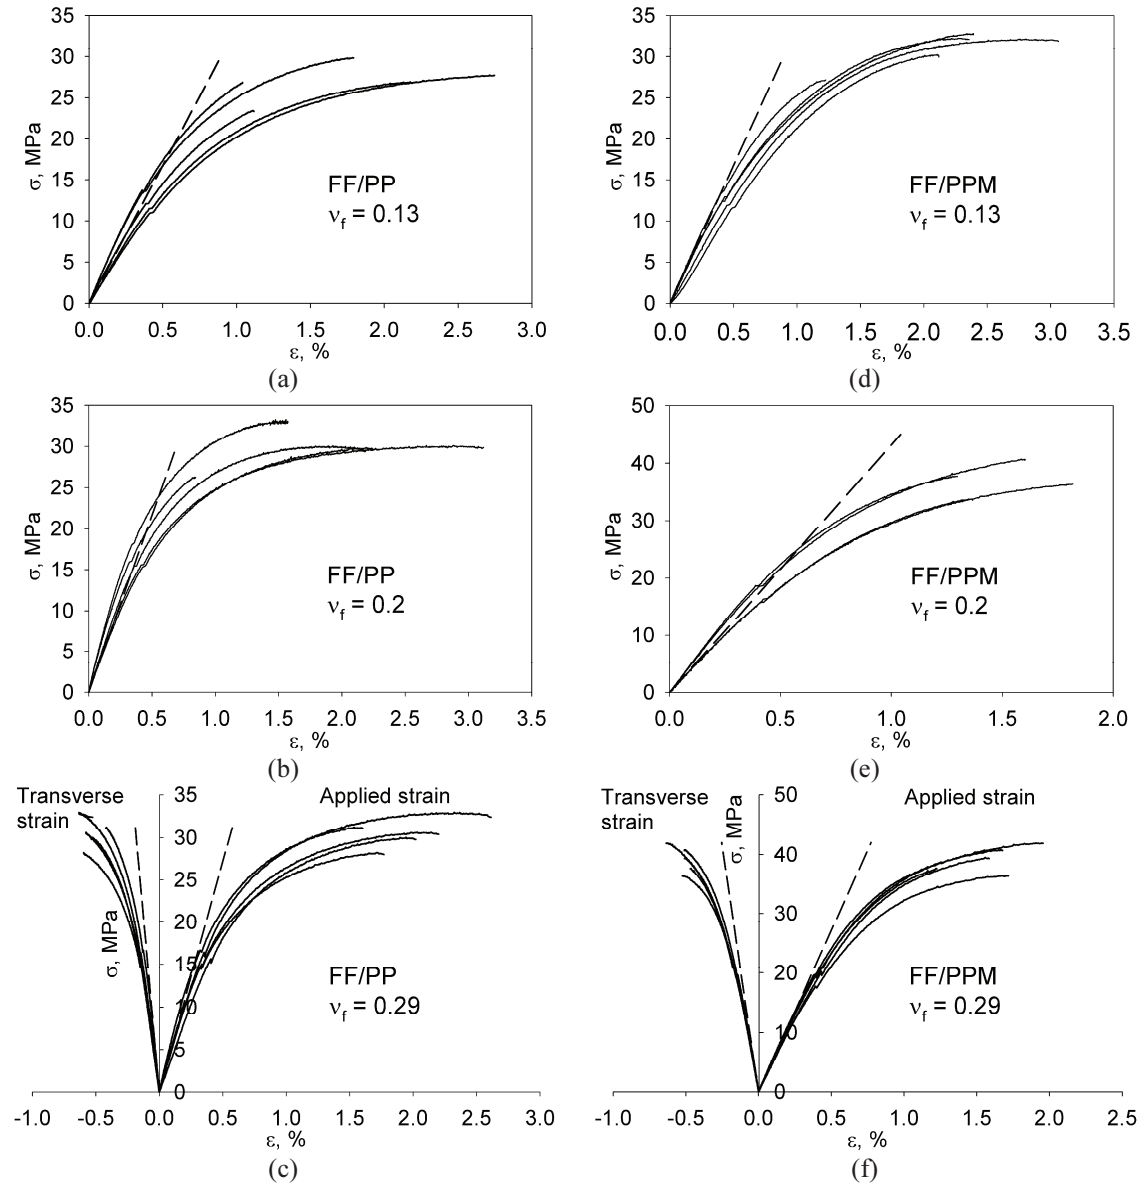 35
30
25
20
15
10
5
0
σ, MPa
FF/PP
νf = 0.13
0.0 0.5 1.0 1.5 2.0 2.5 3.0
ε, %
(a)
35
30
25
20
15
10
5
0
σ, MPa
FF/PPM
νf = 0.13
0.0 0.5 1.0 1.5 2.0 2.5 3.0 3.5
ε, %
(d)
35
30
25
20
15
10
5
0
σ, MPa
FF/PP
νf = 0.2
0.0 0.5 1.0 1.5 2.0 2.5 3.0 3.5
ε, %
(b)
50
40
30
20
10
0
σ, MPa
FF/PPM
νf = 0.2
0.0 0.5 1.0 1.5 2.0
ε, %
(e)
Transverse
strain
Applied strain
35
30
25
20
15
10
5
0
σ, MPa
FF/PP
νf = 0.29
-1.0 -0.5 0.0 0.5 1.0 1.5 2.0 2.5 3.0
ε, %
(c)
Transverse
strain
Applied strain
50
40
30
20
10
0
σ, MPa
FF/PPM
νf = 0.29
-1.0 -0.5 0.0 0.5 1.0 1.5 2.0 2.5
ε, %
(f)